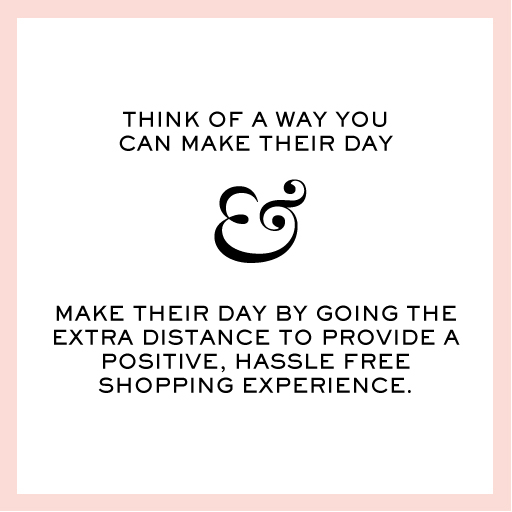 THINK OF A WAY YOU
CAN MAKE THEIR DAY
&
MAKE THEIR DAY BY GOING THE
EXTRA DISTANCE TO PROVIDE A
POSITIVE, HASSLE FREE
SHOPPING EXPERIENCE.